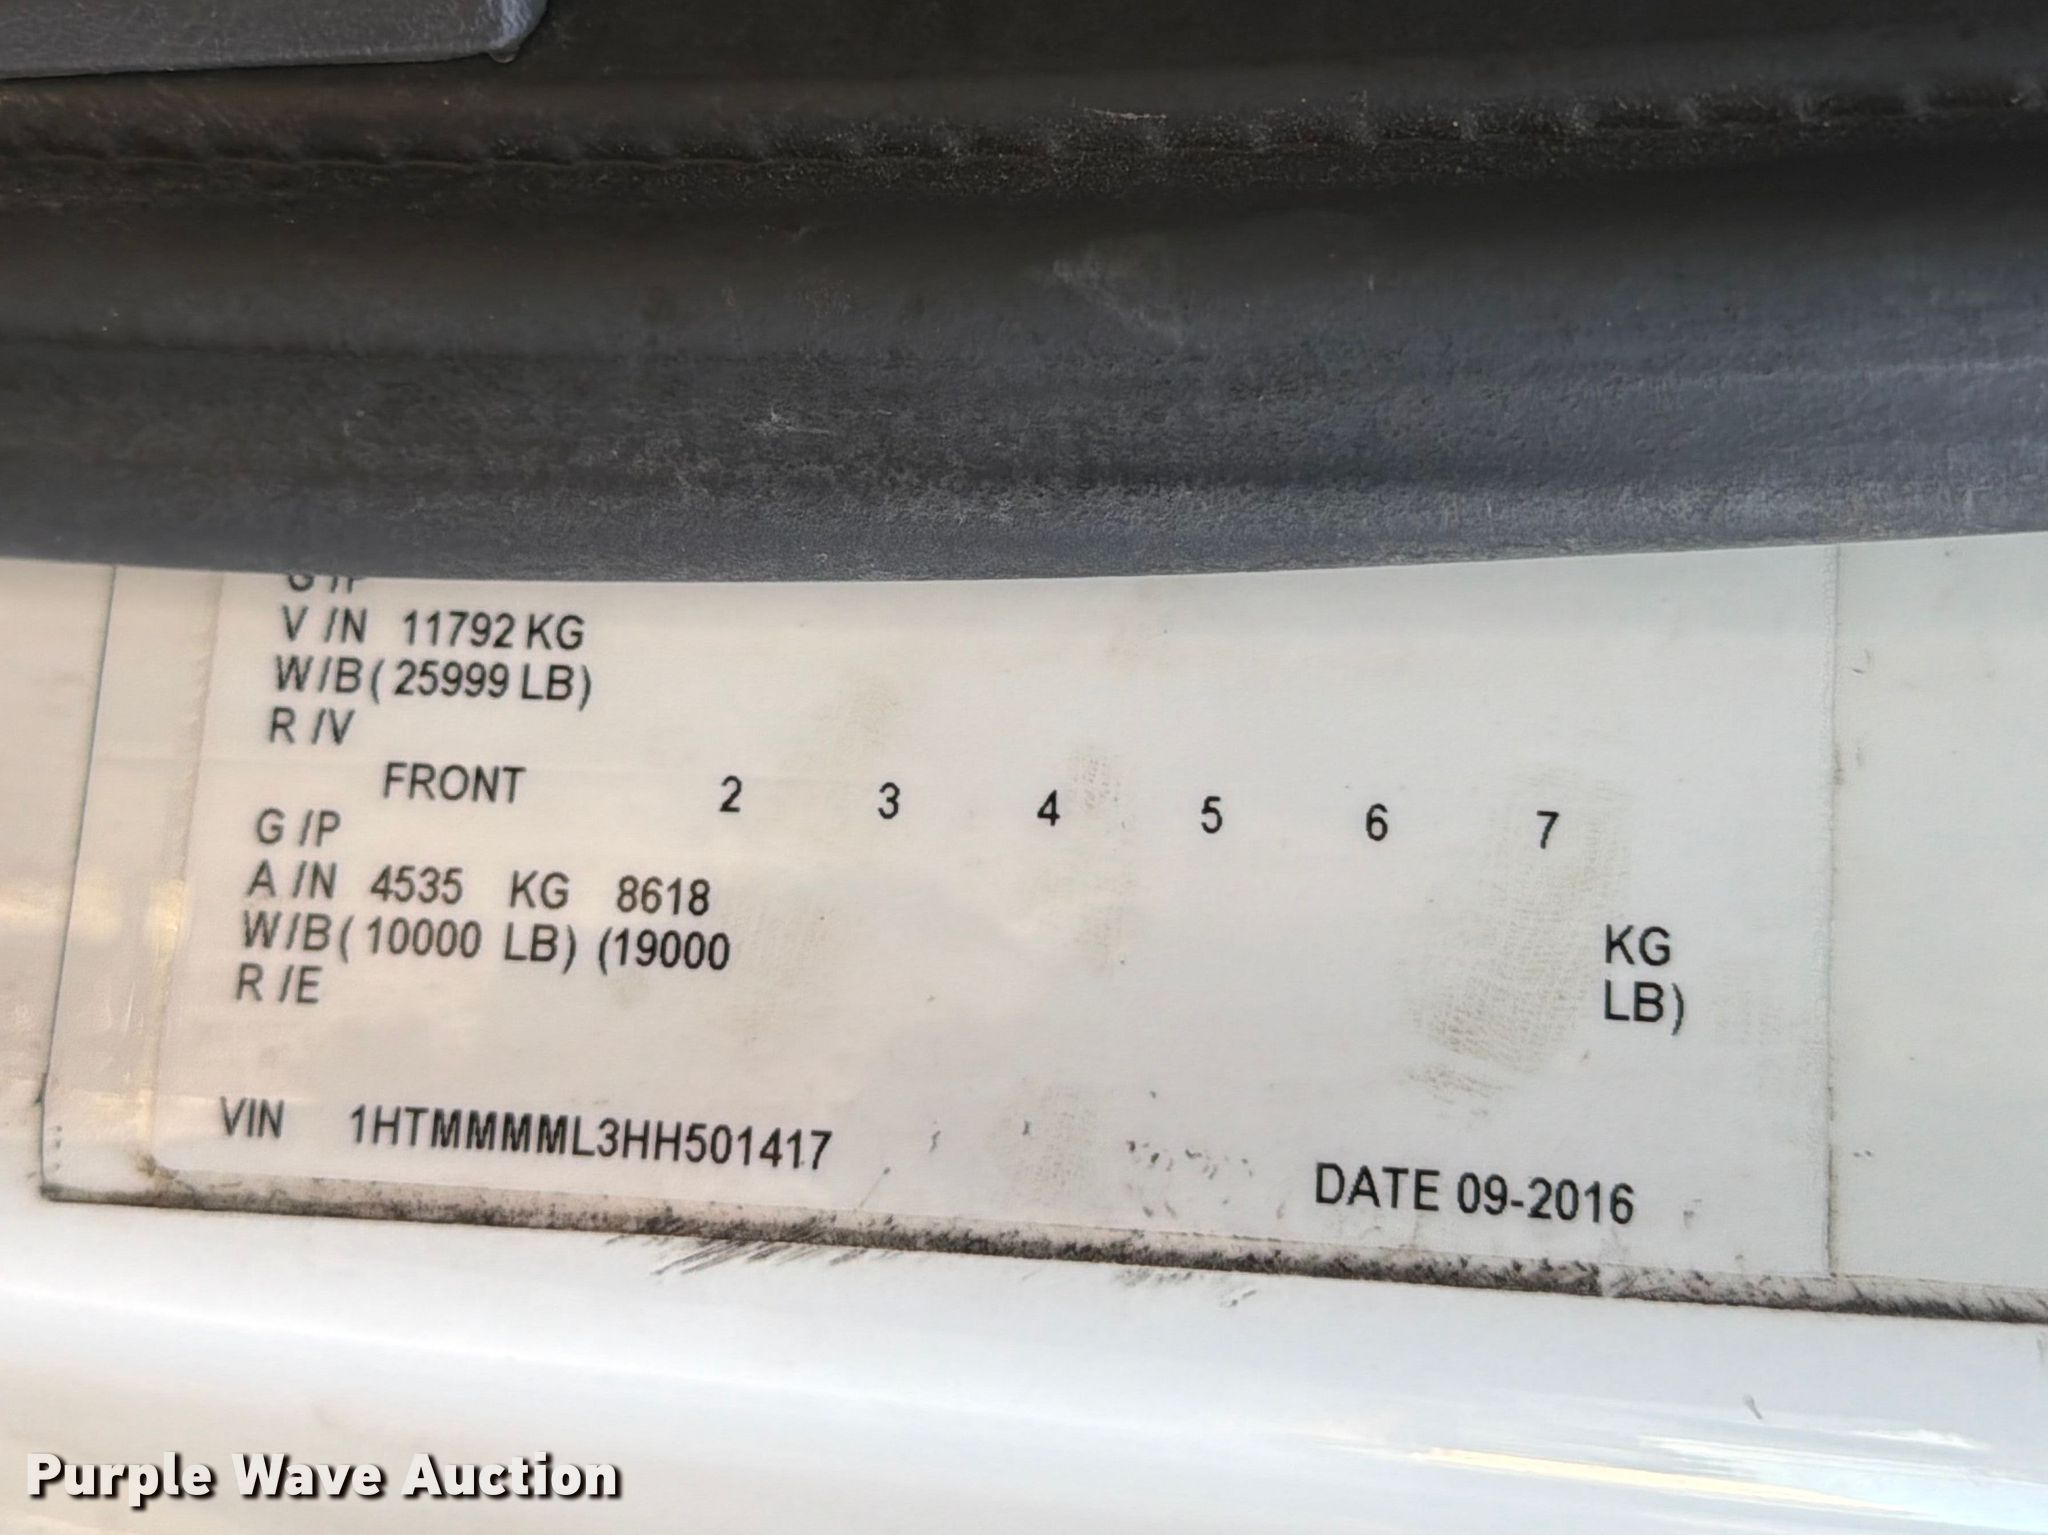 G /P
V /N 11792 KG
W/B ( 25999 LB)
R /V
FRONT 2 3 4 5 6 7
G /P
A /N 4535 KG 8618 KG
W/B ( 10000 LB) (19000 LB)
R /E
VIN 1HTMMMML3HH501417
DATE 09-2016
Purple Wave Auction